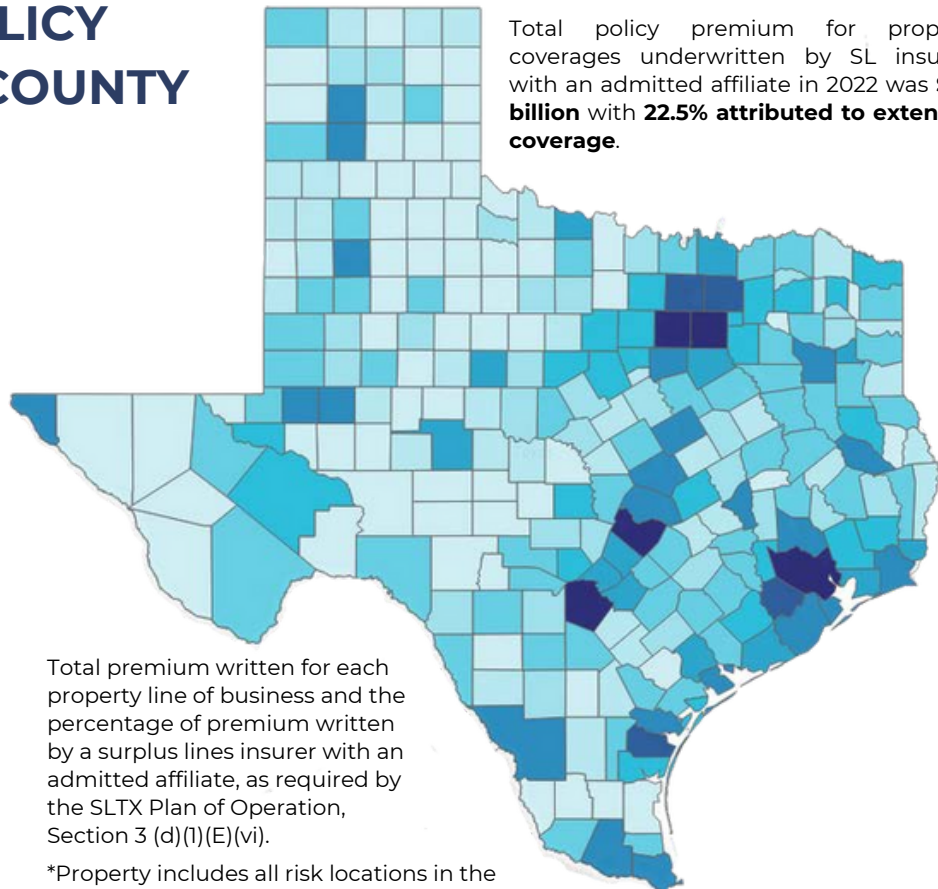 LICY
COUNTY
Total policy premium for prop
coverages underwritten by SL insu
with an admitted affiliate in 2022 was
billion with 22.5% attributed to exten
coverage.
Total premium written for each
property line of business and the
percentage of premium written
by a surplus lines insurer with an
admitted affiliate, as required by
the SLTX Plan of Operation,
Section 3 (d)(1)(E)(vi).
*Property includes all risk locations in the